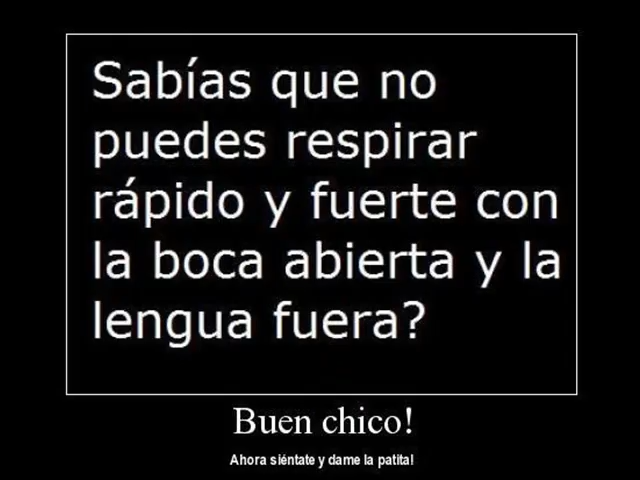 Sabías que no
puedes respirar
rápido y fuerte con
la boca abierta y la
lengua fuera?
Buen chico!
Ahora siéntate y dame la patita!